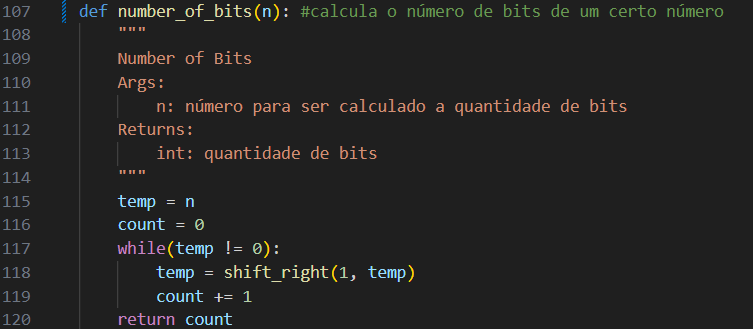 107 def number_of_bits(n): #calcula o número de bits de um certo número
108 """
109 Number of Bits
110 Args:
111 n: número para ser calculado a quantidade de bits
112 Returns:
113 int: quantidade de bits
114 """
115 temp = n
116 count = 0
117 while(temp != 0):
118 temp = shift_right(1, temp)
119 count += 1
120 return count